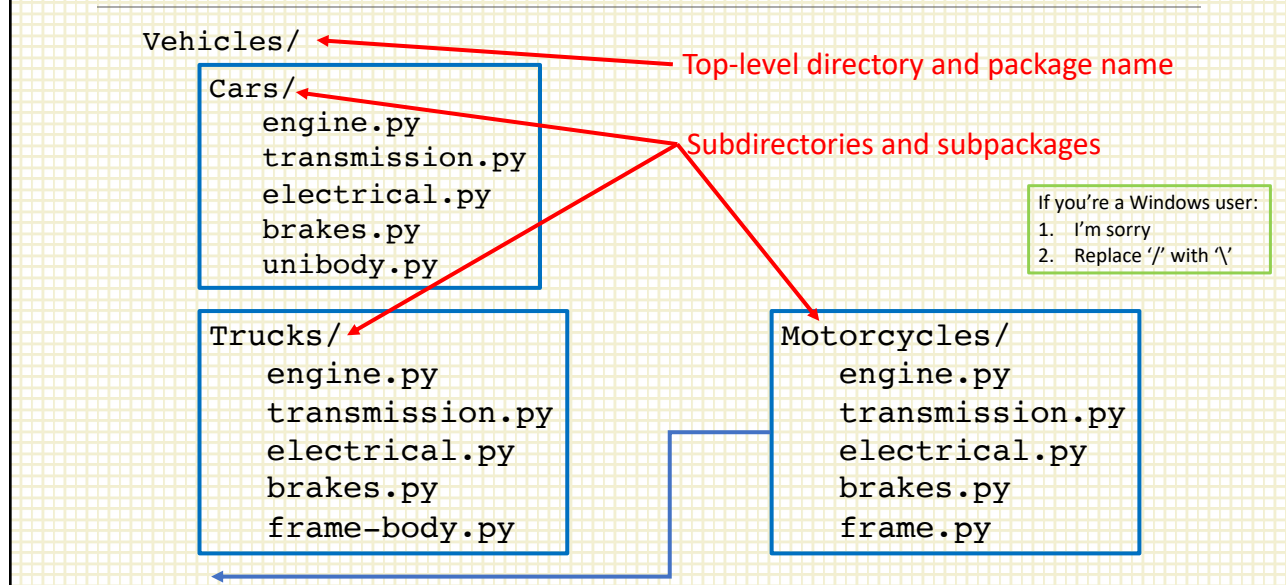 Vehicles/
Top-level directory and package name
Cars/
engine.py
transmission.py
electrical.py
brakes.py
unibody.py
Subdirectories and subpackages
If you’re a Windows user:
1. I’m sorry
2. Replace ‘/’ with ‘\’
Trucks/
engine.py
transmission.py
electrical.py
brakes.py
frame-body.py
Motorcycles/
engine.py
transmission.py
electrical.py
brakes.py
frame.py